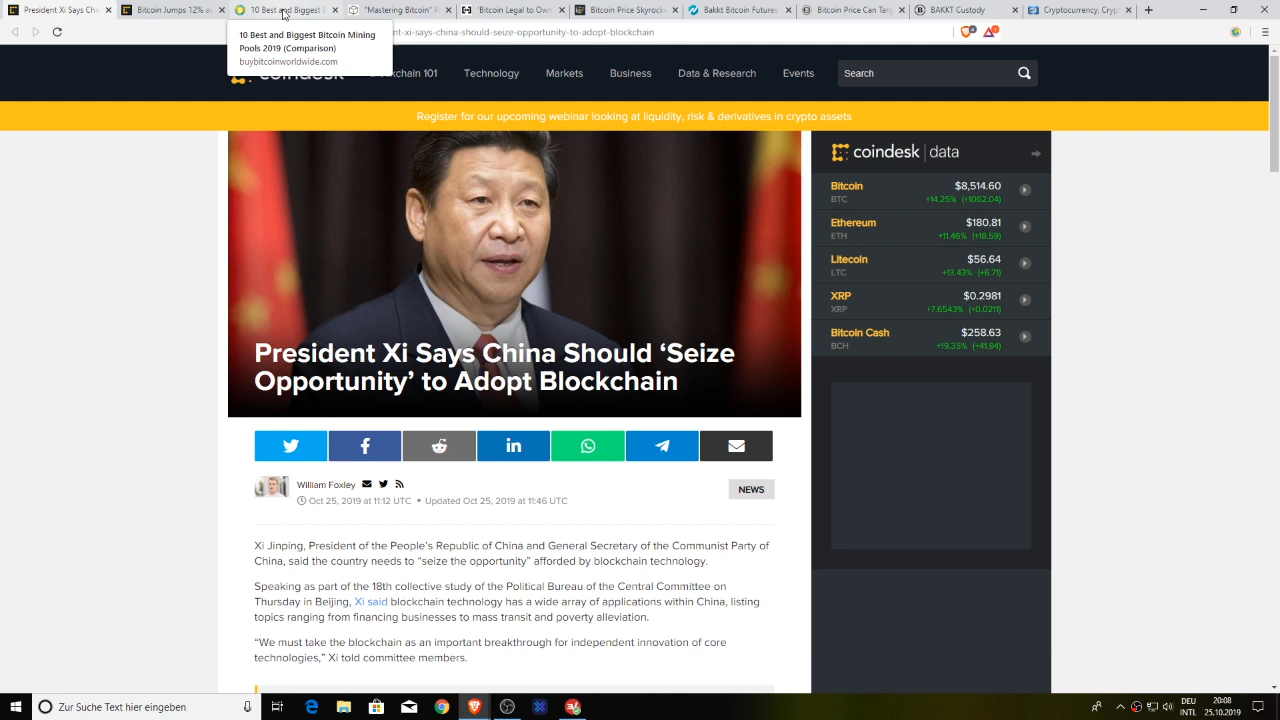 President Xi Says China
Bitcoin Jumps 12% as
10 Best and Biggest B
"Mastering Bitcoin" P
'Bitcoin Legal to Own
Bitcoin Price Skyrock
Bakkt Bitcoin Futures
Bitcoin Price Can Targ
BAKKT Custody
Cryptocurrency, Cryp
10 Best and Biggest Bitcoin Mining
Pools 2019 (Comparison)
buybitcoinworldwide.com
nt-xi-says-china-should-seize-opportunity-to-adopt-blockchain
coindesk
Blockchain 101
Technology
Markets
Business
Data & Research
Events
Search
Register for our upcoming webinar looking at liquidity, risk & derivatives in crypto assets
President Xi Says China Should ‘Seize
Opportunity’ to Adopt Blockchain
coindesk | data
Bitcoin $8,514.60
BTC +14.25% (+1062.04)
Ethereum $180.81
ETH +11.46% (+18.59)
Litecoin $56.64
LTC +13.43% (+6.71)
XRP $0.2981
XRP +7.6543% (+0.0211)
Bitcoin Cash $258.63
BCH +19.35% (+41.94)
William Foxley
NEWS
Oct 25, 2019 at 11:12 UTC • Updated Oct 25, 2019 at 11:46 UTC
Xi Jinping, President of the People’s Republic of China and General Secretary of the Communist Party of
China, said the country needs to “seize the opportunity” afforded by blockchain technology.
Speaking as part of the 18th collective study of the Political Bureau of the Central Committee on
Thursday in Beijing, Xi said blockchain technology has a wide array of applications within China, listing
topics ranging from financing businesses to mass transit and poverty alleviation.
“We must take the blockchain as an important breakthrough for independent innovation of core
technologies,” Xi told committee members.
Zur Suche Text hier eingeben
DEU
INTL
20:08
25.10.2019